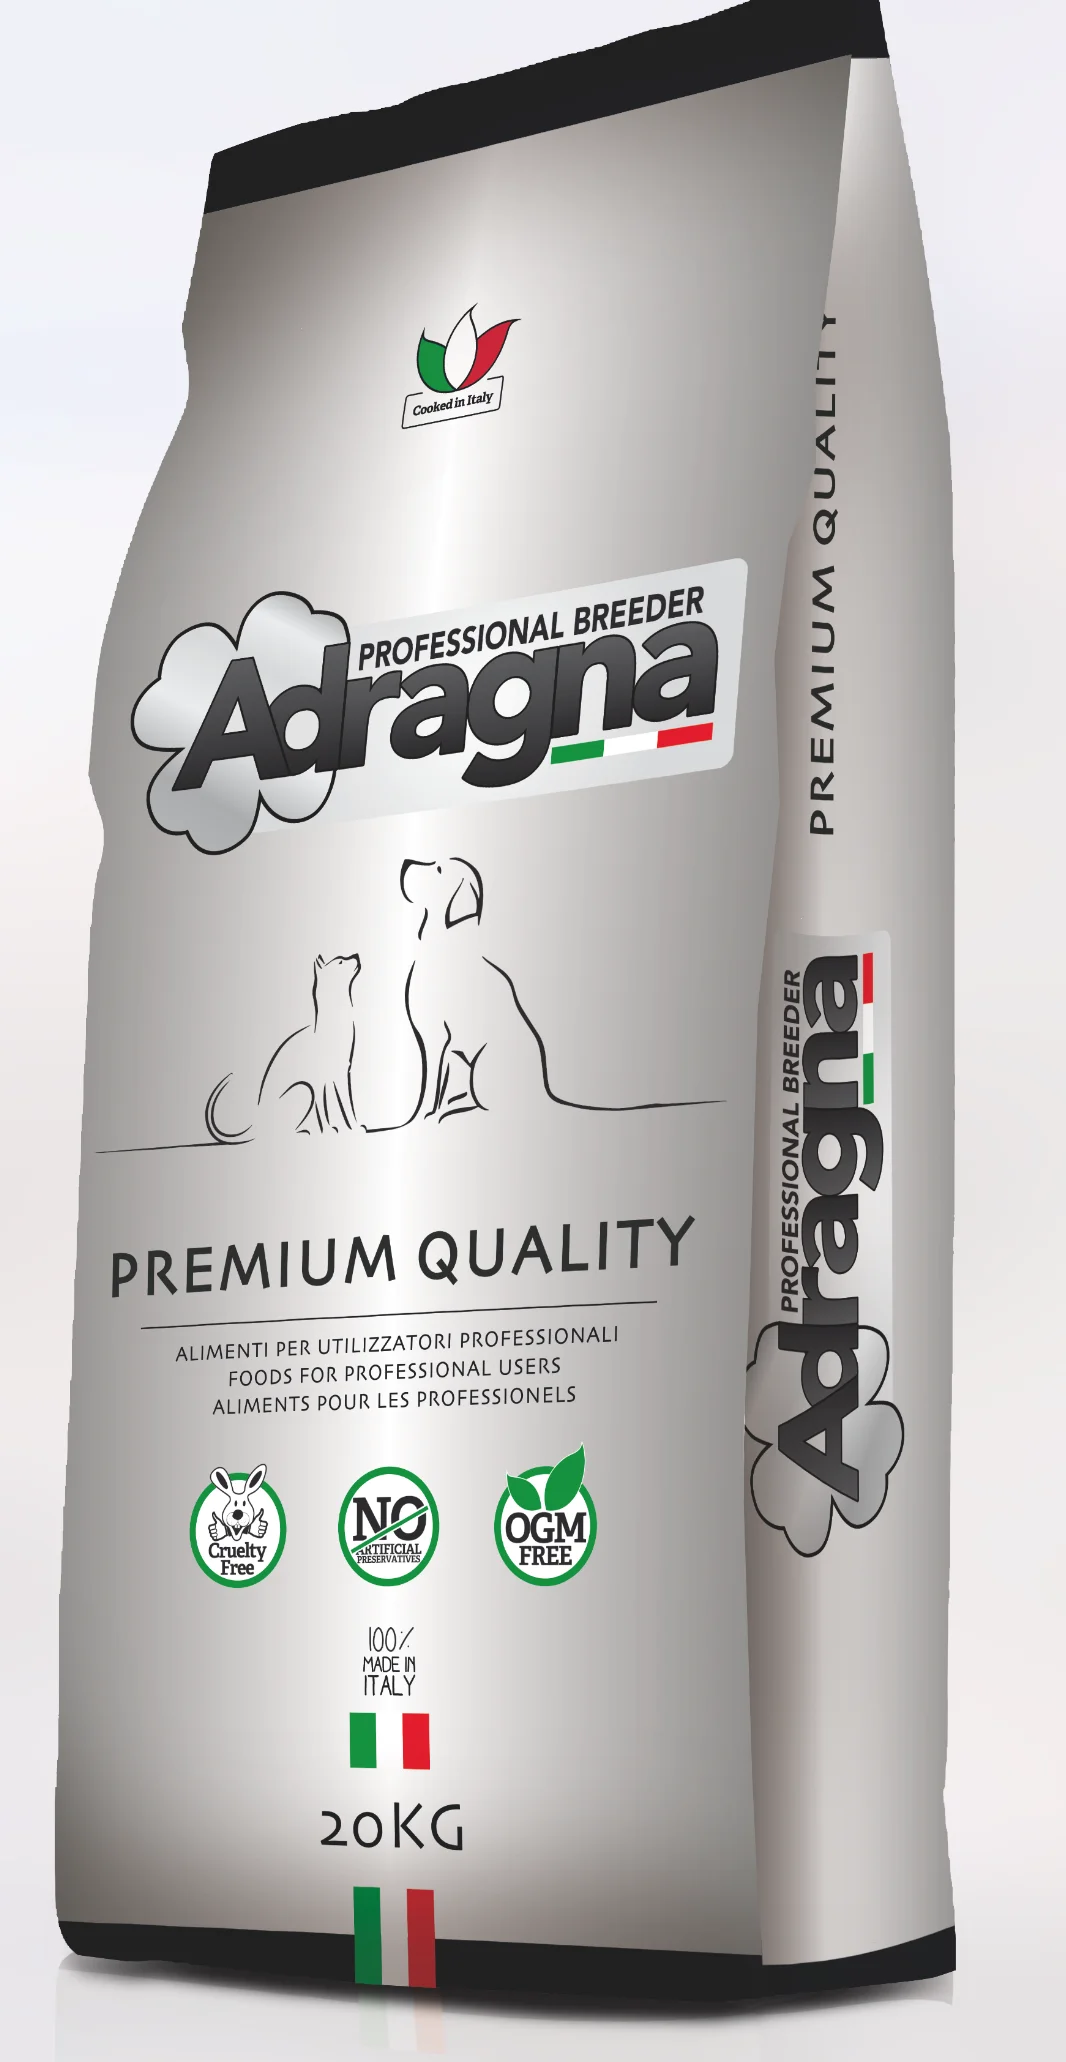 Cooked in Italy
PROFESSIONAL BREEDER
Adragna
PREMIUM QUALITY
ALIMENTI PER UTILIZZATORI PROFESSIONALI
FOODS FOR PROFESSIONAL USERS
ALIMENTS POUR LES PROFESSIONELS
Cruelty
Free
NO
ARTIFICIAL
PRESERVATIVES
OGM
FREE
100%
MADE IN
ITALY
20KG
PREMIUM QUALITY
PROFESSIONAL BREEDER
Adragna